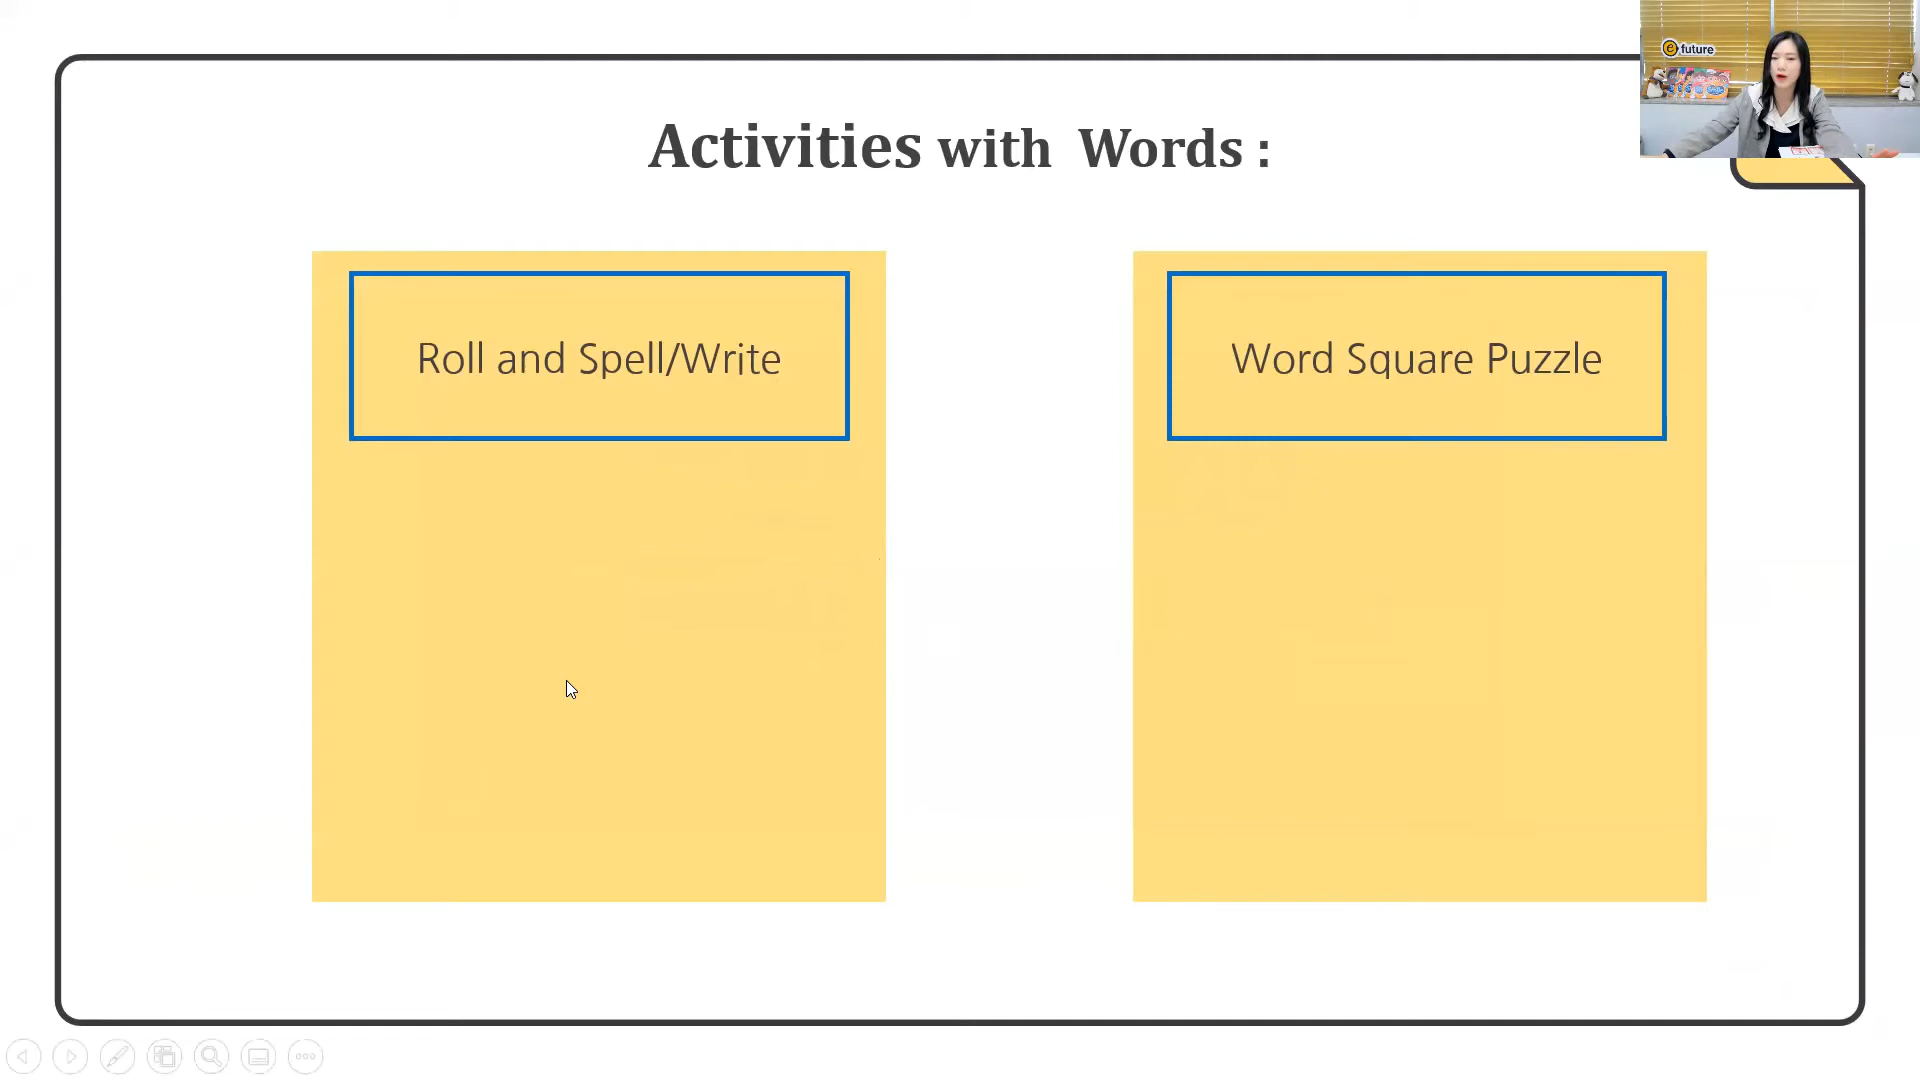 e future
Activities with Words :
Roll and Spell/Write
Word Square Puzzle